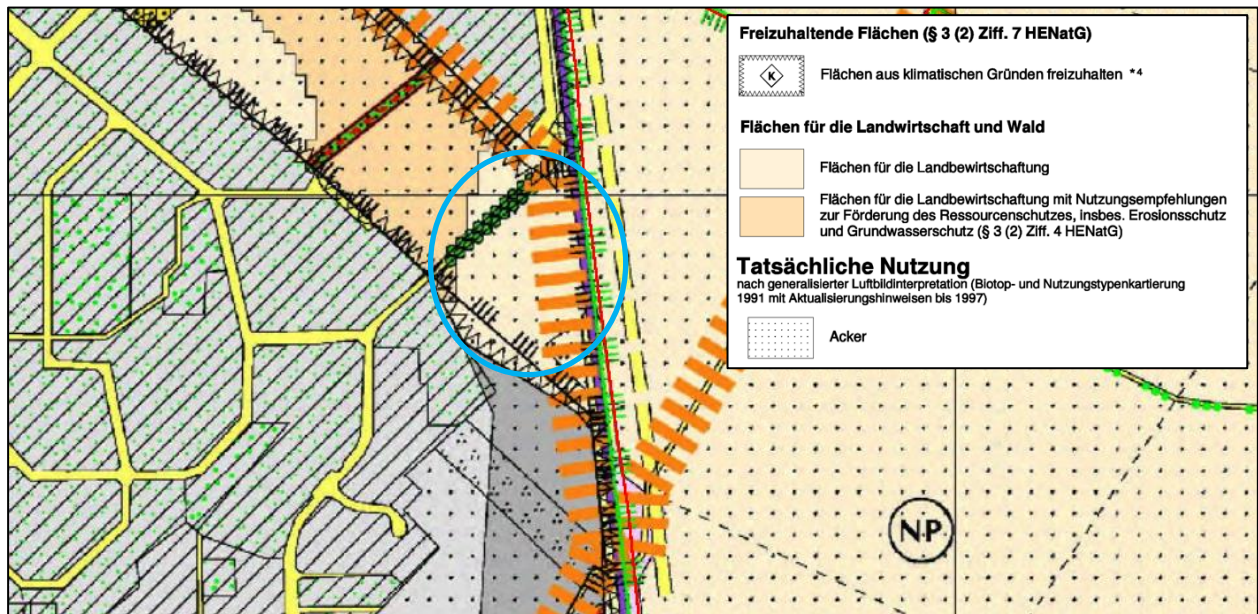 Freizuhaltende Flächen (§ 3 (2) Ziff. 7 HENatG)
K
Flächen aus klimatischen Gründen freizuhalten *4
Flächen für die Landwirtschaft und Wald
Flächen für die Landbewirtschaftung
Flächen für die Landwirtschaft mit Nutzungsempfehlungen
zur Förderung des Ressourcenschutzes, insbes. Erosionsschutz
und Grundwasserschutz (§ 3 (2) Ziff. 4 HENatG)
Tatsächliche Nutzung
nach generalisierter Luftbildinterpretation (Biotop- und Nutzungstypenkartierung
1991 mit Aktualisierungshinweisen bis 1997)
Acker
N.P.